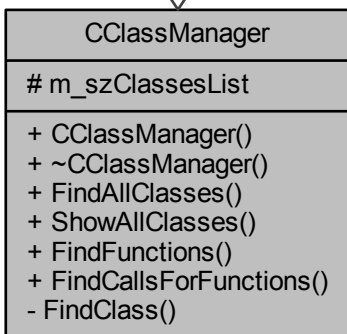 CClassManager
# m_szClassesList
+ CClassManager()
+ ~CClassManager()
+ FindAllClasses()
+ ShowAllClasses()
+ FindFunctions()
+ FindCallsForFunctions()
- FindClass()